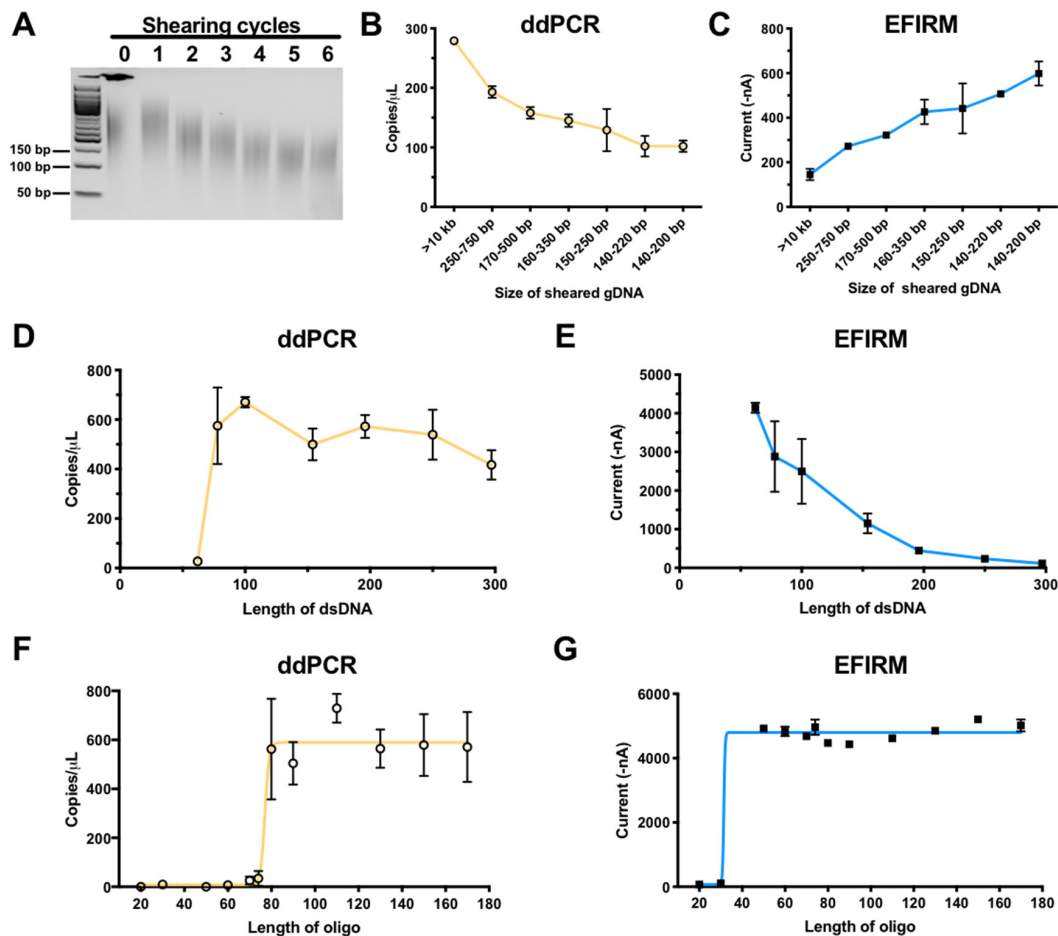 A
Shearing cycles
0 1 2 3 4 5 6
150 bp
100 bp
50 bp
B
ddPCR
Copies/μL
300
200
100
0
>10 kb
250-750 bp
170-500 bp
160-350 bp
150-250 bp
140-220 bp
140-200 bp
Size of sheared gDNA
C
EFIRM
Current (-nA)
800
600
400
200
0
>10 kb
250-750 bp
170-500 bp
160-350 bp
150-250 bp
140-220 bp
140-200 bp
Size of sheared gDNA
D
ddPCR
Copies/μL
800
600
400
200
0
0 100 200 300
Length of dsDNA
E
EFIRM
Current (-nA)
5000
4000
3000
2000
1000
0
0 100 200 300
Length of dsDNA
F
ddPCR
Copies/μL
800
600
400
200
0
20 40 60 80 100 120 140 160 180
Length of oligo
G
EFIRM
Current (-nA)
6000
4000
2000
0
20 40 60 80 100 120 140 160 180
Length of oligo